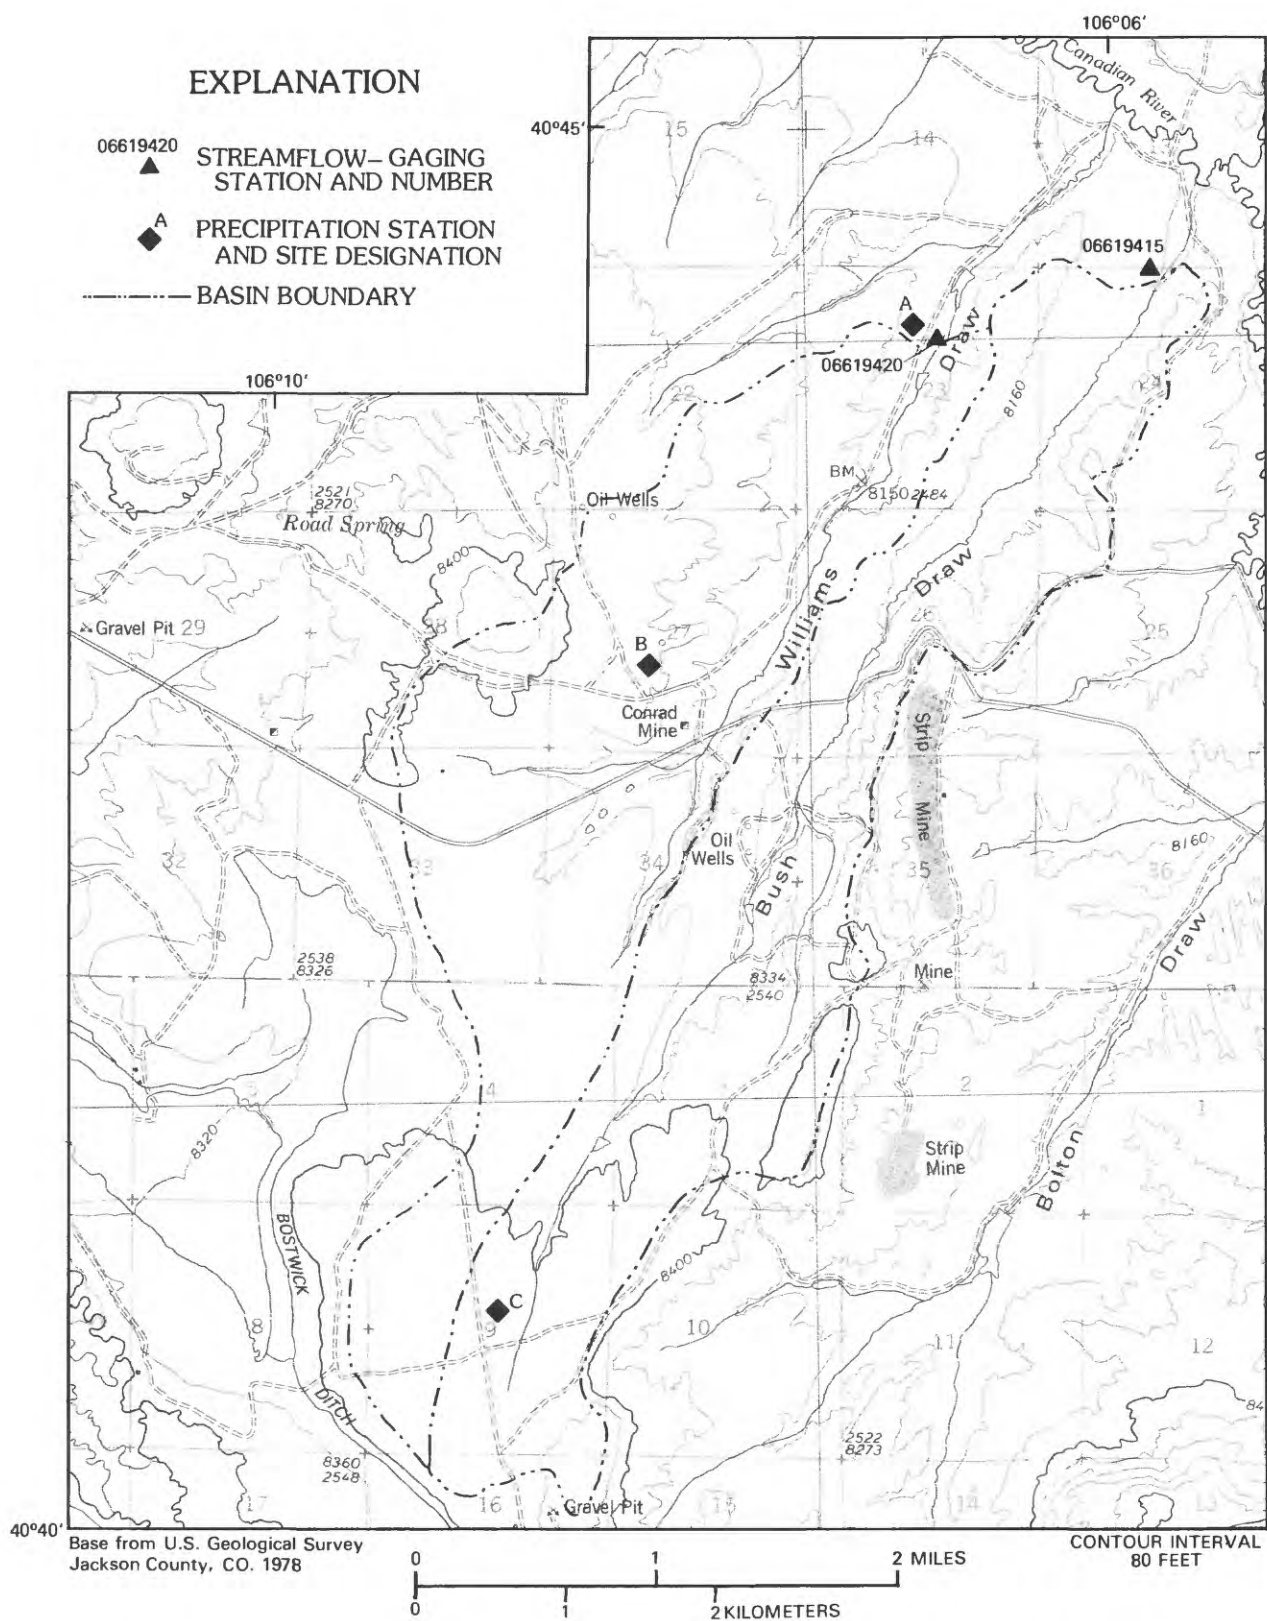 106°06'
EXPLANATION
06619420
STREAMFLOW–GAGING
STATION AND NUMBER
A
PRECIPITATION STATION
AND SITE DESIGNATION
BASIN BOUNDARY
40°45'
Canadian River
15
14
06619415
A
06619420
Draw
106°10'
22
23
24
8160
BM
8150 2484
Oil Wells
2521
8270
Road Spring
8400
Gravel Pit 29
28
B
27
Williams
Draw
26
25
Conrad
Mine
Strip Mine
32
33
34
Oil
Wells
Bush
35
36
8160
Draw
2538
8326
8334
2540
Mine
4
2
1
8320
Strip
Mine
Bolton
BOSTWICK
DITCH
8400
C
8
9
10
11
12
84
2522
8273
8360
2548
17
16
Gravel Pit
15
14
13
40°40'
Base from U.S. Geological Survey
Jackson County, CO. 1978
0 1 2 MILES
0 1 2 KILOMETERS
CONTOUR INTERVAL
80 FEET